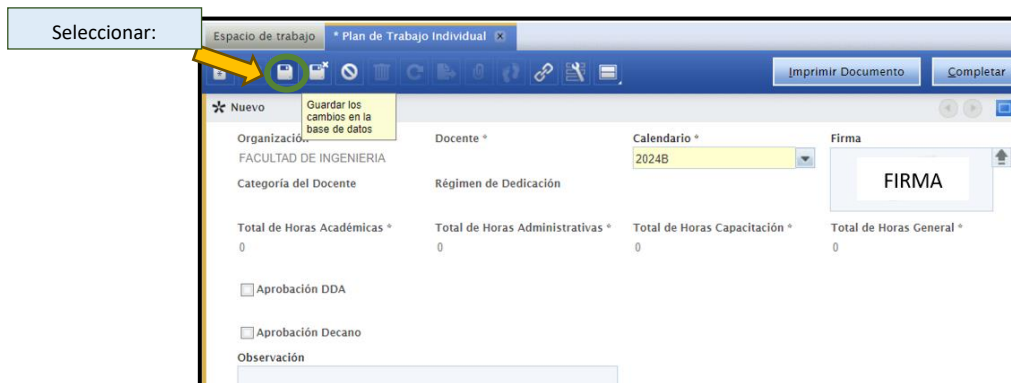 Seleccionar:
Espacio de trabajo
* Plan de Trabajo Individual
Imprimir Documento
Completar
Nuevo
Guardar los
cambios en la
base de datos
Organización
Docente *
Calendario *
Firma
FACULTAD DE INGENIERIA
2024B
FIRMA
Categoría del Docente
Régimen de Dedicación
Total de Horas Académicas *
Total de Horas Administrativas *
Total de Horas Capacitación *
Total de Horas General *
0
0
0
0
Aprobación DDA
Aprobación Decano
Observación